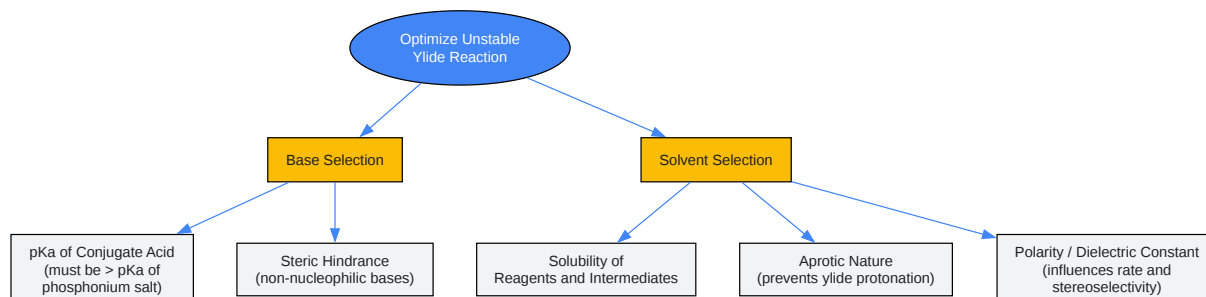 Optimize Unstable
Ylide Reaction
Base Selection
Solvent Selection
pKa of Conjugate Acid
(must be > pKa of
phosphonium salt)
Steric Hindrance
(non-nucleophilic bases)
Solubility of
Reagents and Intermediates
Aprotic Nature
(prevents ylide protonation)
Polarity / Dielectric Constant
(influences rate and
stereoselectivity)